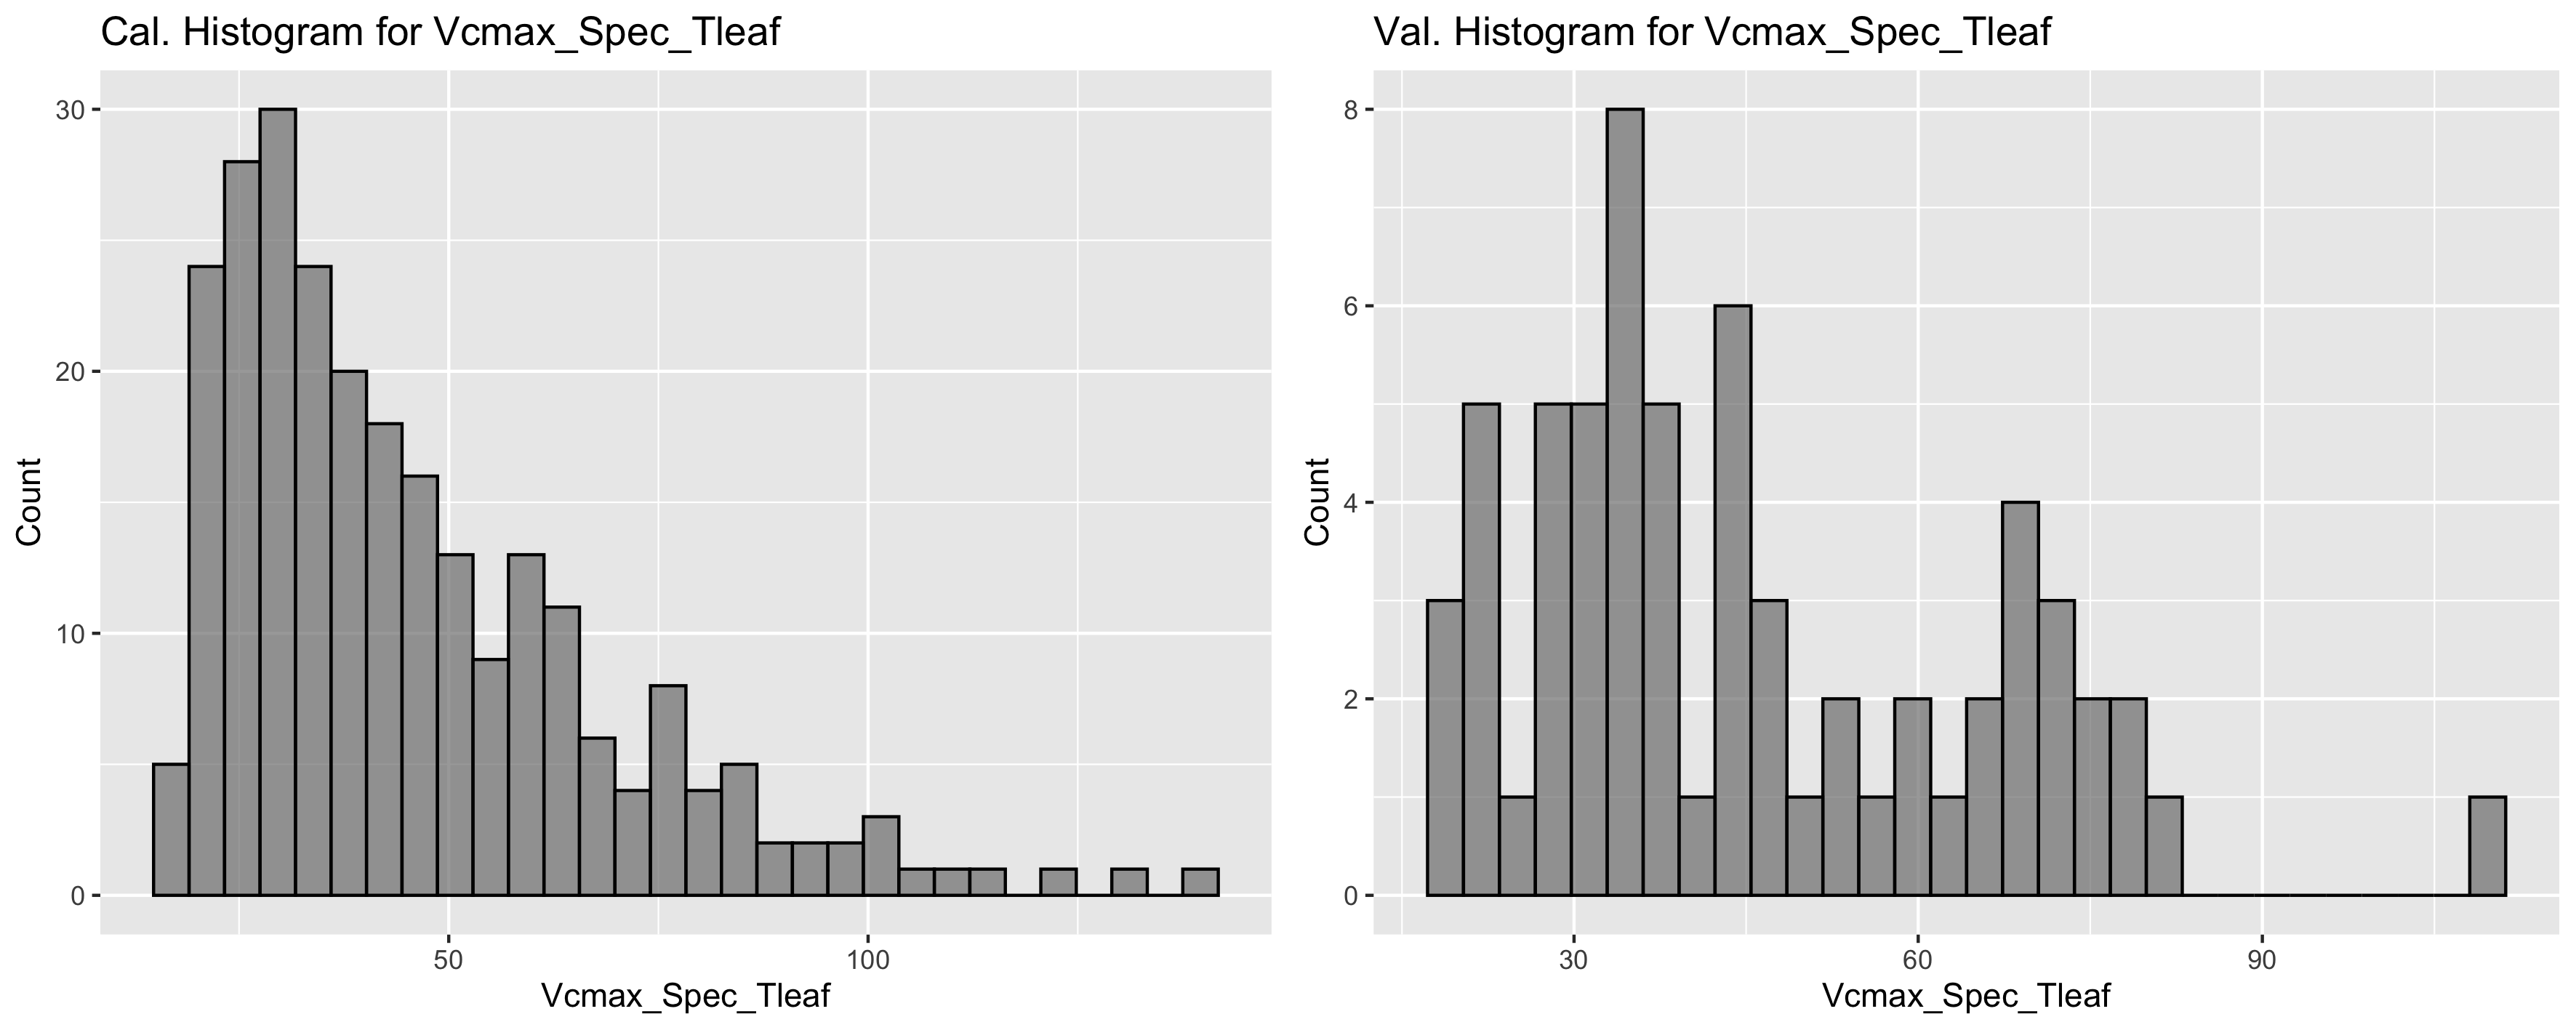 Cal. Histogram for Vcmax_Spec_Tleaf
30
20
10
0
Count
50
100
Vcmax_Spec_Tleaf
Val. Histogram for Vcmax_Spec_Tleaf
8
6
4
2
0
Count
30
60
90
Vcmax_Spec_Tleaf